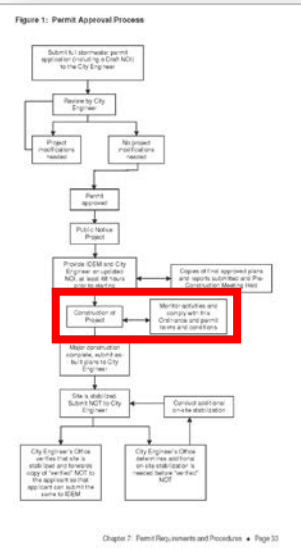 Figure 1: Permit Approval Process
Submit full stormwater permit
application (including a Draft NOI)
to the City Engineer
Review by City
Engineer
Project
modifications
needed
No project
modifications
needed
Permit
approved
Public Notice
Project
Provide IDEM and City
Engineer an updated
NOI, at least 48 hours
prior to starting
Copies of final approved plans
and reports submitted and Pre-
Construction Meeting Held
Construction of
Project
Monitor activities and
comply with this
Ordinance and permit
terms and conditions
Major construction
complete, submit as-
built plans to City
Engineer
Site is stabilized
Submit NOT to City
Engineer
Conduct additional
on-site stabilization
City Engineer's Office
verifies that site is
stabilized and forwards
copy of "verified" NOT to
the applicant so that
applicant can submit the
same to IDEM
City Engineer's Office
determines additional
on-site stabilization is
needed before "verified"
NOT
Chapter 7: Permit Requirements and Procedures • Page 33